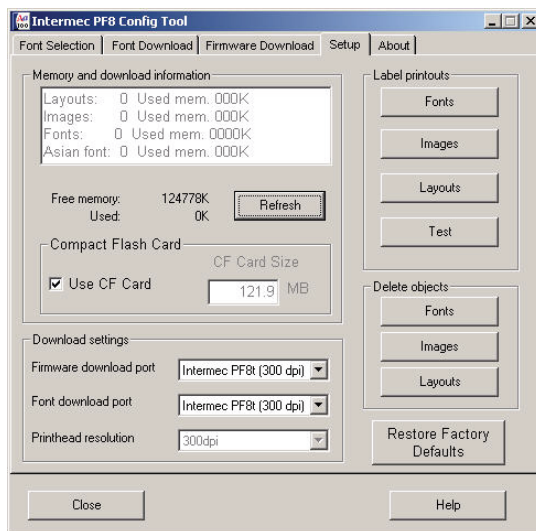 Aa
100
Intermec PF8 Config Tool
Font Selection Font Download Firmware Download Setup About
Memory and download information
Layouts: 0 Used mem. 000K
Images: 0 Used mem. 000K
Fonts: 0 Used mem. 0000K
Asian font: 0 Used mem. 000K
Free memory: 124778K
Used: 0K
Refresh
Compact Flash Card
Use CF Card
CF Card Size
121.9 MB
Download settings
Firmware download port Intermec PF8t (300 dpi)
Font download port Intermec PF8t (300 dpi)
Printhead resolution 300dpi
Label printouts
Fonts
Images
Layouts
Test
Delete objects
Fonts
Images
Layouts
Restore Factory
Defaults
Close
Help